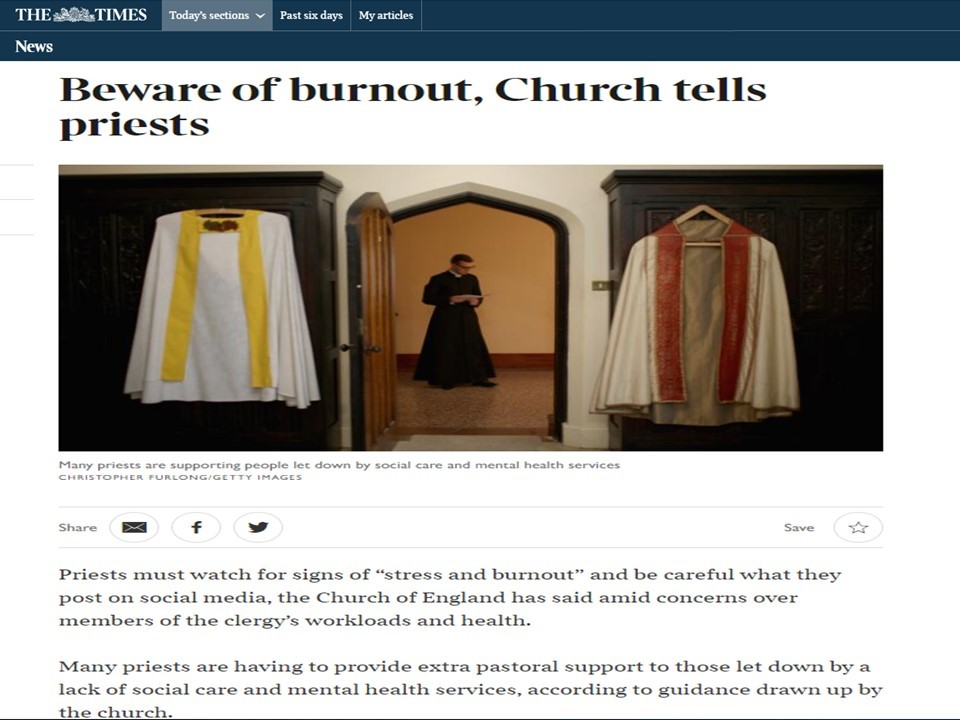 THE TIMES
Today's sections
Past six days
My articles
News
Beware of burnout, Church tells
priests
Many priests are supporting people let down by social care and mental health services
CHRISTOPHER FURLONG/GETTY IMAGES
Share
Save
Priests must watch for signs of “stress and burnout” and be careful what they
post on social media, the Church of England has said amid concerns over
members of the clergy’s workloads and health.
Many priests are having to provide extra pastoral support to those let down by a
lack of social care and mental health services, according to guidance drawn up by
the church.